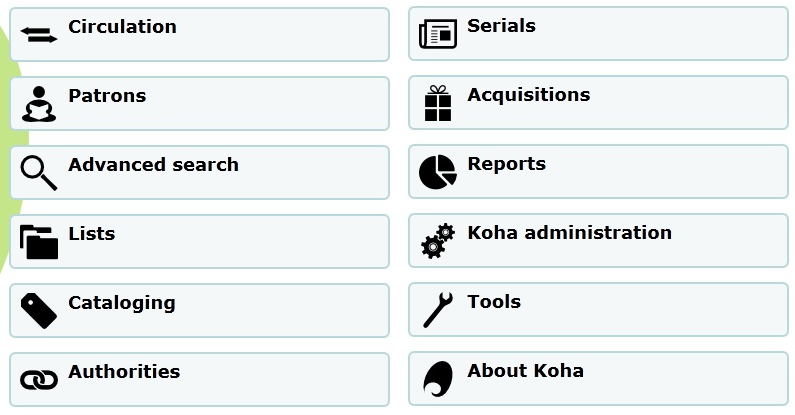 Circulation
Serials
Patrons
Acquisitions
Advanced search
Reports
Lists
Koha administration
Cataloging
Tools
Authorities
About Koha